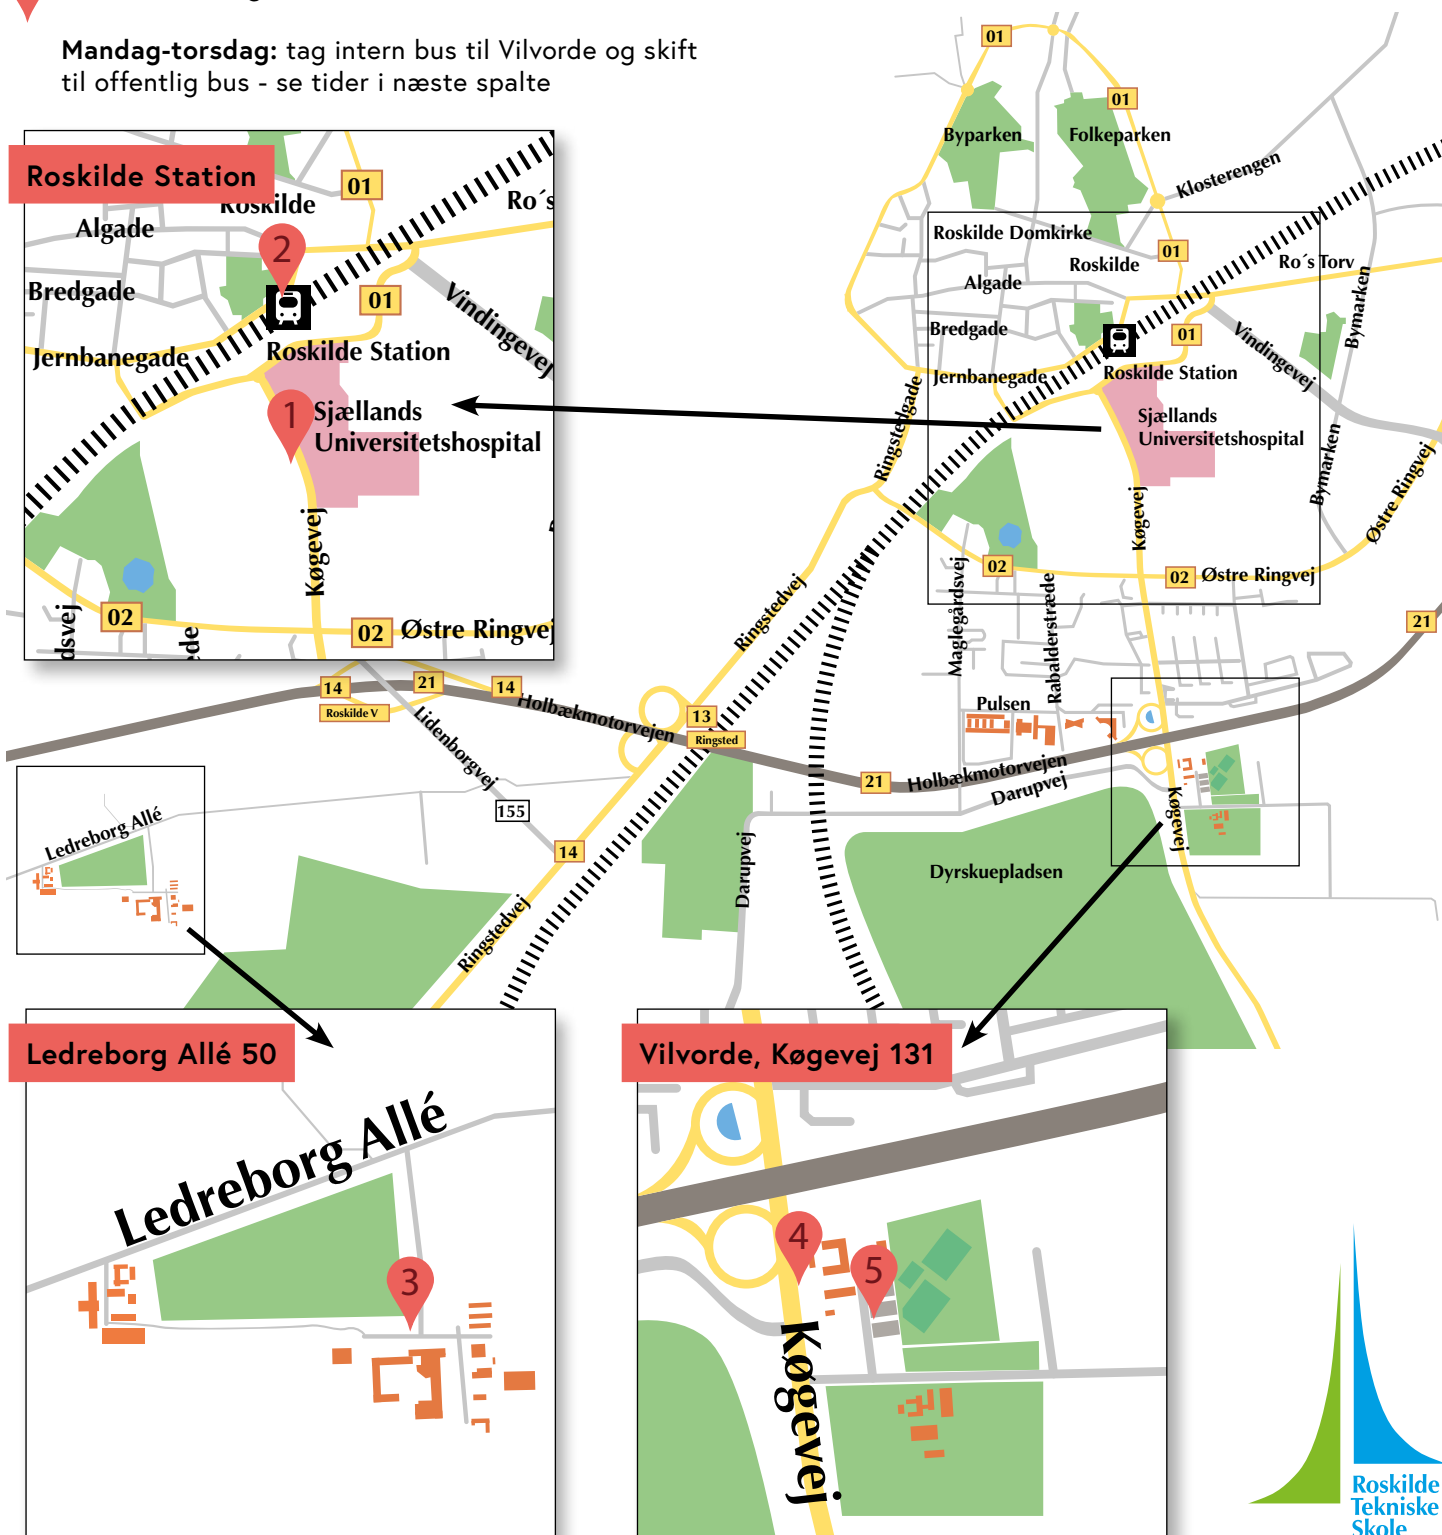 Mandag-torsdag: tag intern bus til Vilvorde og skift
til offentlig bus - se tider i næste spalte
Roskilde Station
Roskilde
01
Ro´s
Algade
2
Bredgade
01
Vindingevej
Jernbanegade
Roskilde Station
1
Sjællands
Universitetshospital
Køgevej
02
02
Østre Ringvej
dsvej
ede
01
01
Byparken
Folkeparken
Klosterengen
Roskilde Domkirke
01
Roskilde
Ro´s Torv
Algade
Bymarken
Bredgade
01
Vindingevej
Jernbanegade
Roskilde Station
Ringstedgade
Sjællands
Universitetshospital
Bymarken
Østre Ringvej
Køgevej
02
02
Østre Ringvej
Maglegårdsvej
Rabalderstræde
Ringstedvej
21
14
21
14
Roskilde V
Holbækmotorvejen
13
Ringsted
Pulsen
Lidenborgvej
21
Holbækmotorvejen
Darupvej
Køgevej
155
14
Ledreborg Allé
Darupvej
Dyrskuepladsen
Ringstedvej
Ledreborg Allé 50
Ledreborg Allé
3
Vilvorde, Køgevej 131
4
5
Køgevej
Roskilde
Tekniske
Skole